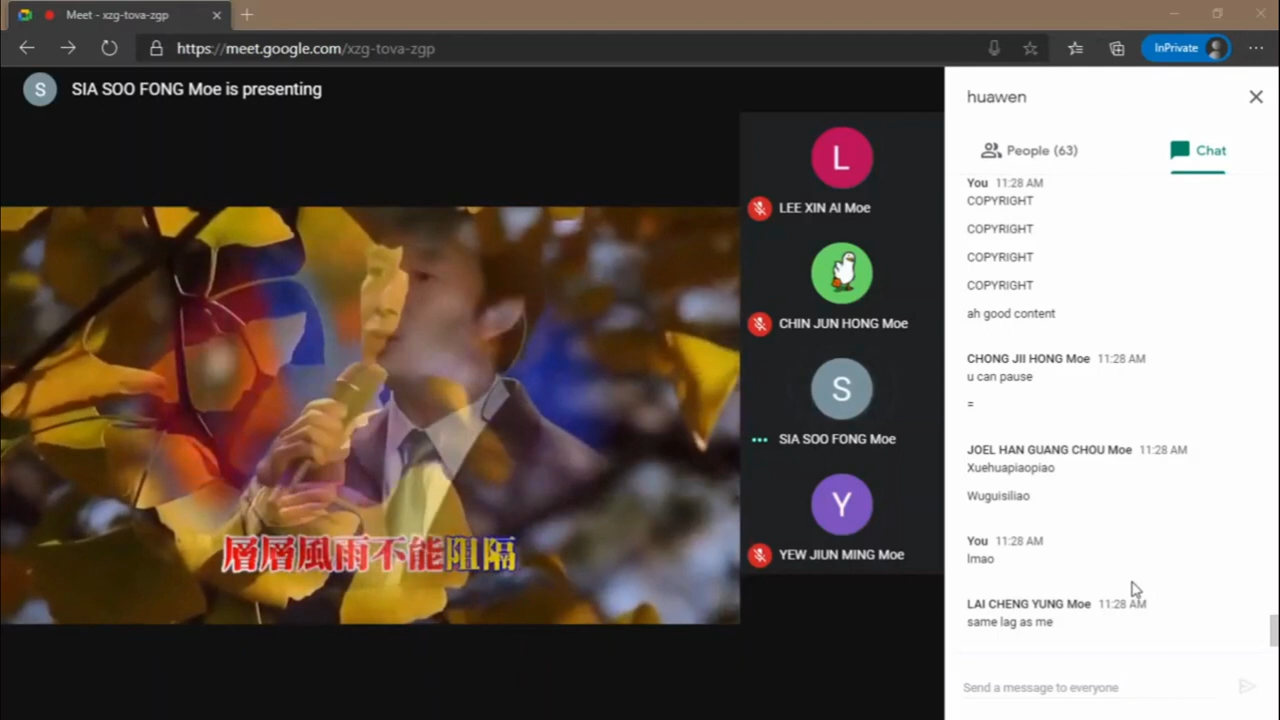 Meet - xzg-tova-zgp
https://meet.google.com/xzg-tova-zgp
InPrivate
S
SIA SOO FONG Moe is presenting
層層風雨不能阻隔
L
LEE XIN AI Moe
CHIN JUN HONG Moe
S
SIA SOO FONG Moe
Y
YEW JIUN MING Moe
huawen
People (63)
Chat
You 11:28 AM
COPYRIGHT
COPYRIGHT
COPYRIGHT
COPYRIGHT
ah good content
CHONG JII HONG Moe 11:28 AM
u can pause
=
JOEL HAN GUANG CHOU Moe 11:28 AM
Xuehuapiaopiao
Wuguisiliao
You 11:28 AM
lmao
LAI CHENG YUNG Moe 11:28 AM
same lag as me
Send a message to everyone